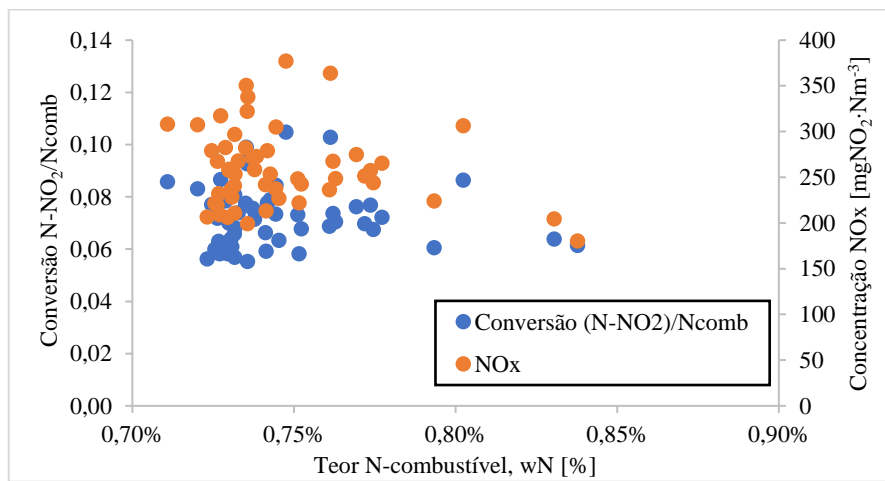 0,14
0,12
0,10
0,08
0,06
0,04
0,02
0,00
Conversão N-NO₂/Ncomb
400
350
300
250
200
150
100
50
0
Concentração NOx [mgNO₂·Nm⁻³]
Conversão (N-NO2)/Ncomb
NOx
0,70% 0,75% 0,80% 0,85% 0,90%
Teor N-combustível, wN [%]